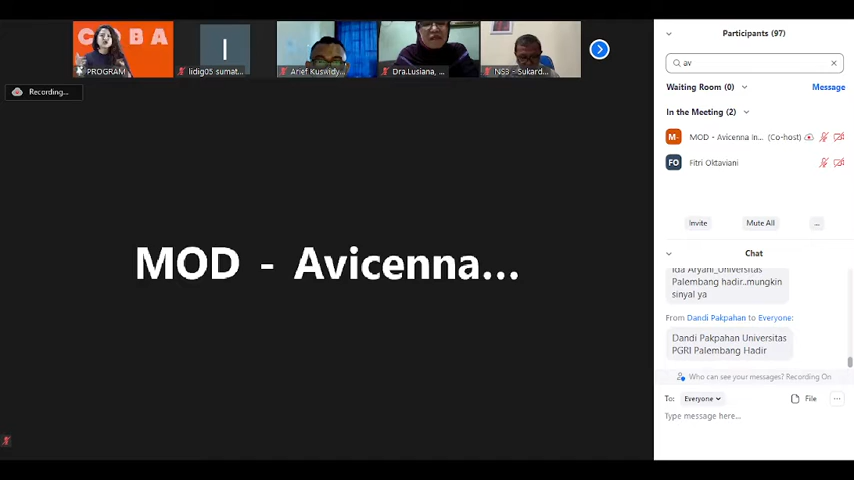 C O B A
I
PROGRAM
lidig05 sumat...
Arief Kuswidy...
Dra.Lusiana, ...
NS3 - Sukard...
Recording...
MOD - Avicenna...
Participants (97)
av
Waiting Room (0)
Message
In the Meeting (2)
M-
MOD - Avicenna In... (Co-host)
FO
Fitri Oktaviani
Invite
Mute All
...
Chat
Ida Aryani_Universitas
Palembang hadir..mungkin
sinyal ya
From Dandi Pakpahan to Everyone:
Dandi Pakpahan Universitas
PGRI Palembang Hadir
Who can see your messages? Recording On
To: Everyone
File
...
Type message here...